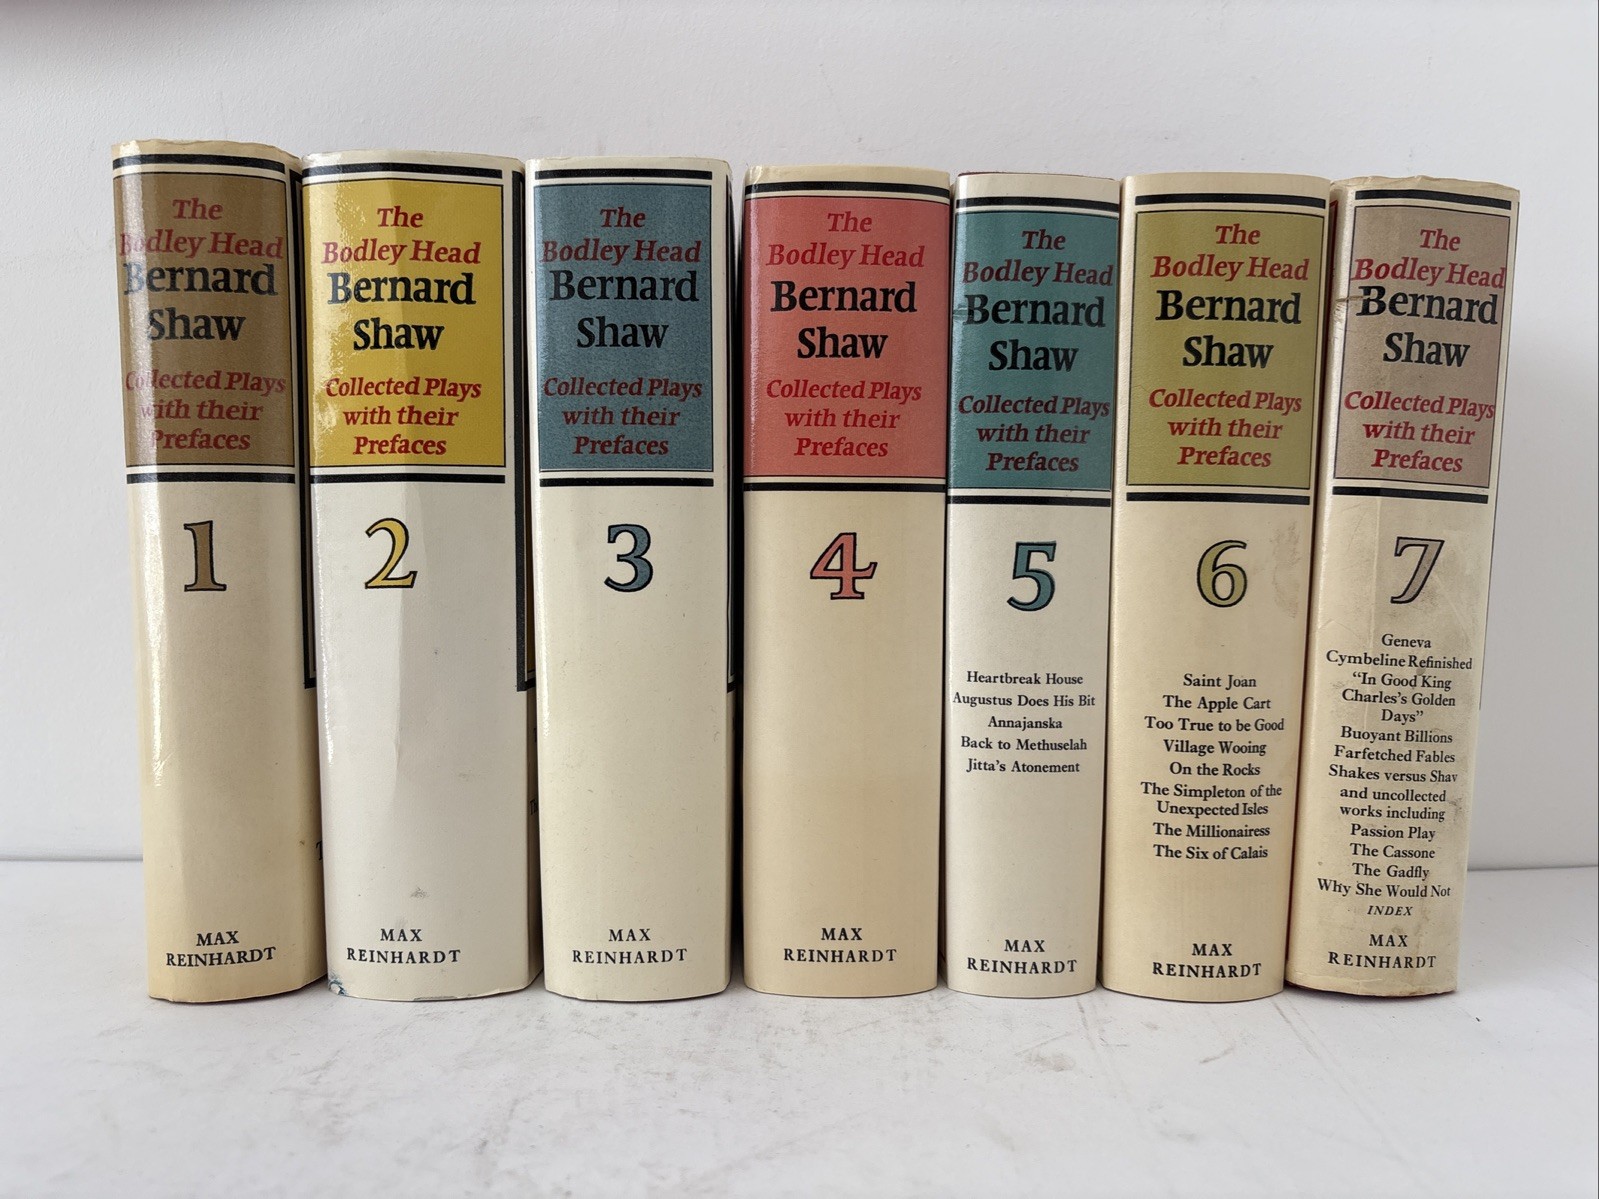 The
Bodley Head
Bernard
Shaw
Collected Plays
with their
Prefaces
1
MAX
REINHARDT
The
Bodley Head
Bernard
Shaw
Collected Plays
with their
Prefaces
2
MAX
REINHARDT
The
Bodley Head
Bernard
Shaw
Collected Plays
with their
Prefaces
3
MAX
REINHARDT
The
Bodley Head
Bernard
Shaw
Collected Plays
with their
Prefaces
4
MAX
REINHARDT
The
Bodley Head
Bernard
Shaw
Collected Plays
with their
Prefaces
5
Heartbreak House
Augustus Does His Bit
Annajanska
Back to Methuselah
Jitta's Atonement
MAX
REINHARDT
The
Bodley Head
Bernard
Shaw
Collected Plays
with their
Prefaces
6
Saint Joan
The Apple Cart
Too True to be Good
Village Wooing
On the Rocks
The Simpleton of the
Unexpected Isles
The Millionairess
The Six of Calais
MAX
REINHARDT
The
Bodley Head
Bernard
Shaw
Collected Plays
with their
Prefaces
7
Geneva
Cymbeline Refinished
"In Good King
Charles's Golden
Days"
Buoyant Billions
Farfetched Fables
Shakes versus Shav
and uncollected
works including
Passion Play
The Cassone
The Gadfly
Why She Would Not
INDEX
MAX
REINHARDT